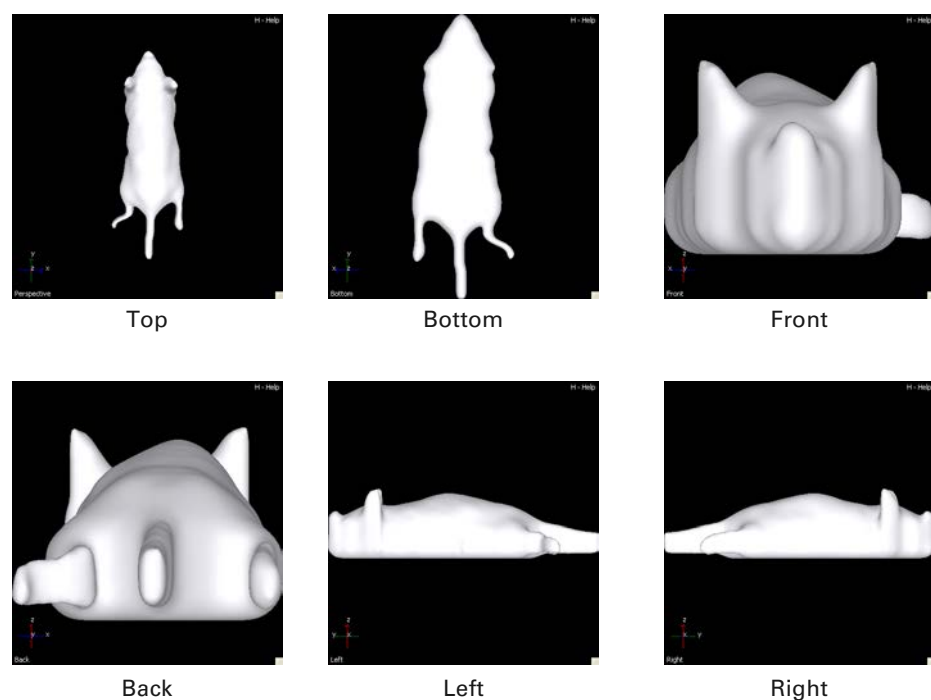 H - Help
y
z x
Perspective
Top
H - Help
y
x z
Bottom
Bottom
H - Help
z
x y
Front
Front
H - Help
z
y x
Back
Back
H - Help
z
y x
Left
Left
H - Help
z
x y
Right
Right